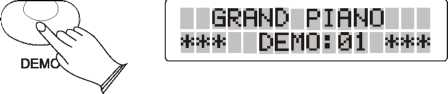 GRAND PIANO
*** DEMO:01 ***
DEMO